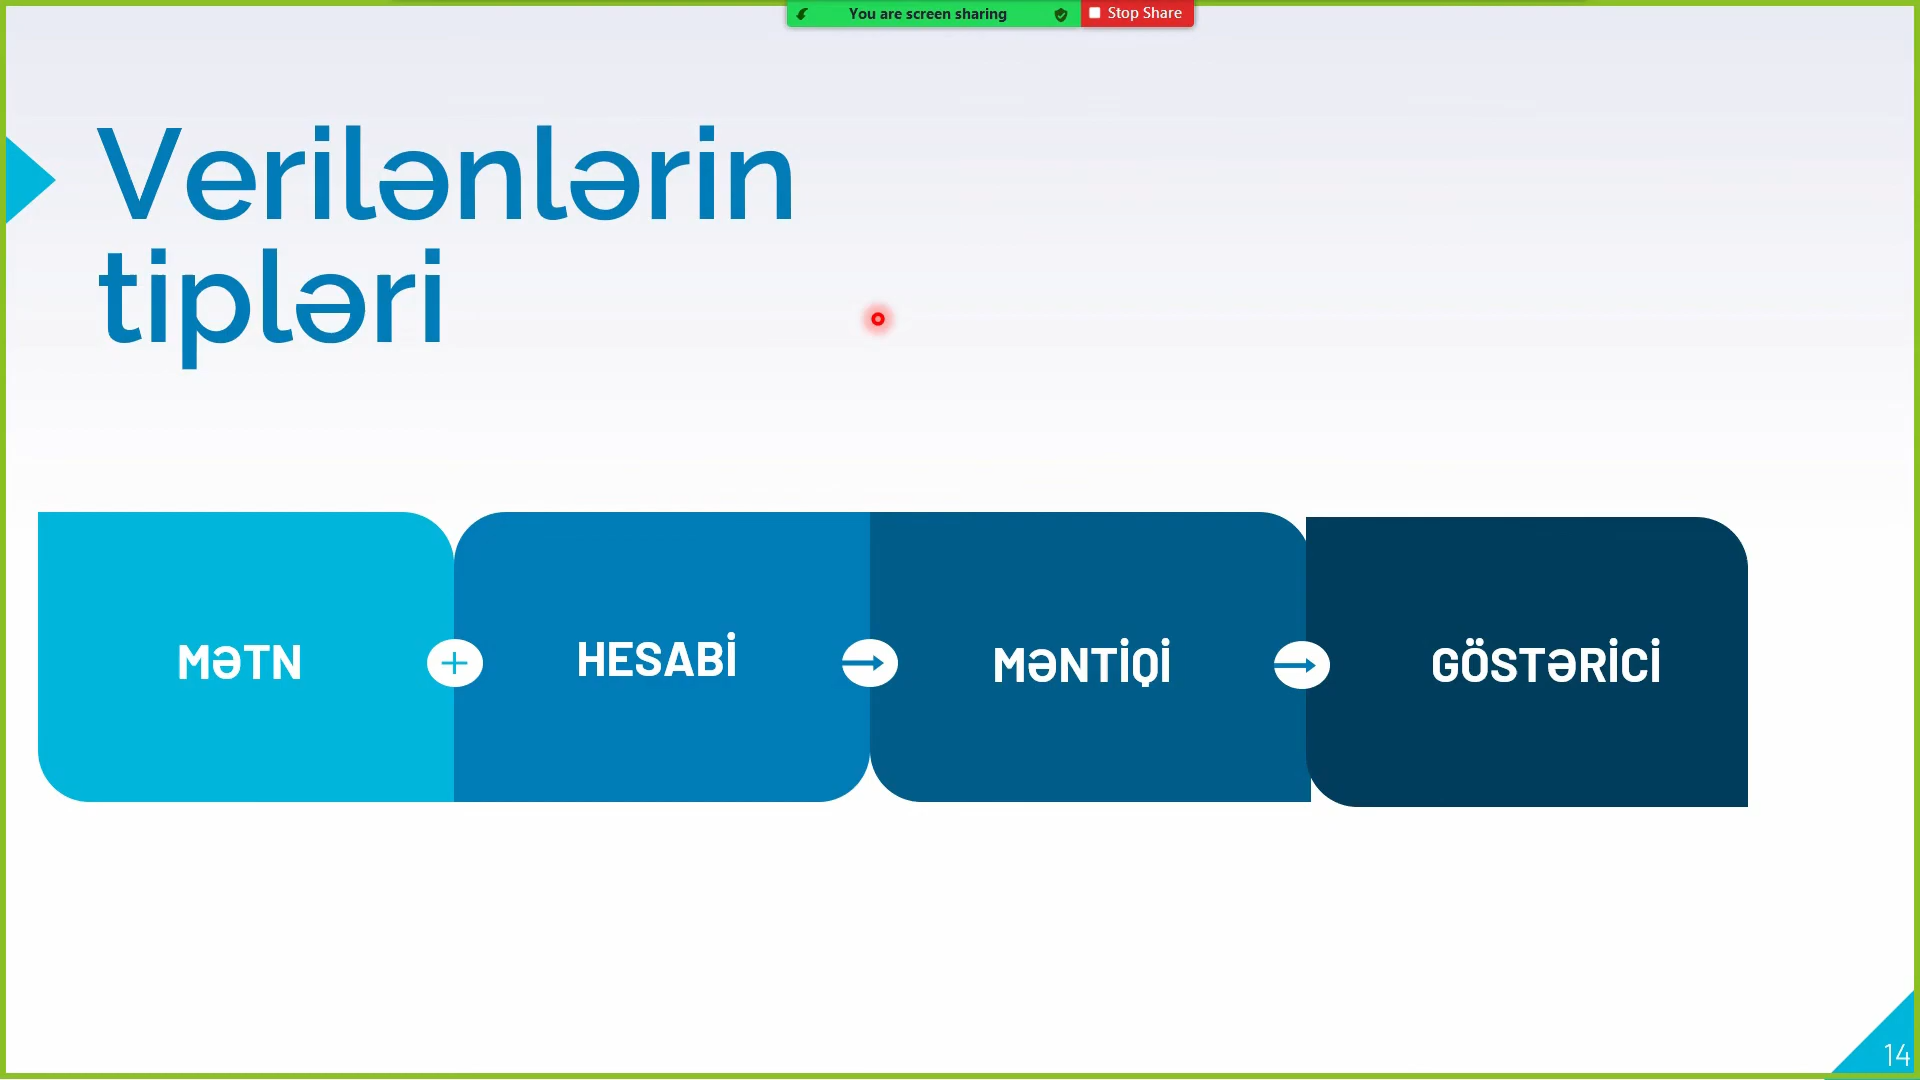 You are screen sharing Stop Share
Verilənlərin
tipləri
MƏTN
HESABİ
MƏNTİQİ
GÖSTƏRİCİ
14